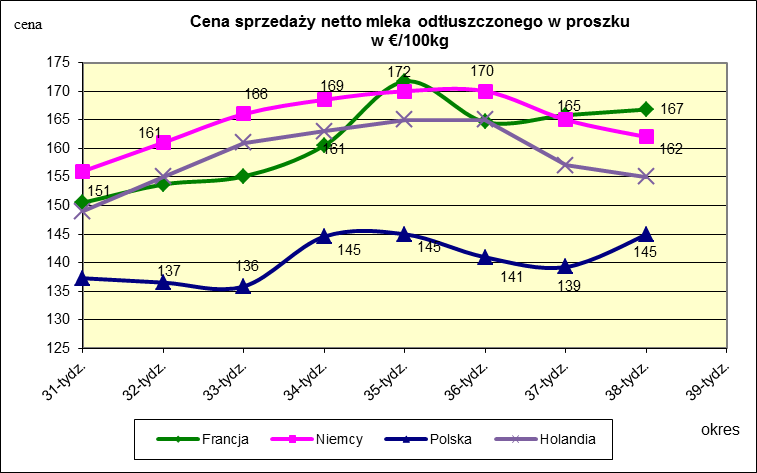 cena
Cena sprzedaży netto mleka odtłuszczonego w proszku
w €/100kg
175
170
165
160
155
150
145
140
135
130
125
151
161
166
169
161
172
170
165
167
162
137
136
145
145
141
139
145
31-tydz.
32-tydz.
33-tydz.
34-tydz.
35-tydz.
36-tydz.
37-tydz.
38-tydz.
39-tydz.
okres
Francja Niemcy Polska Holandia